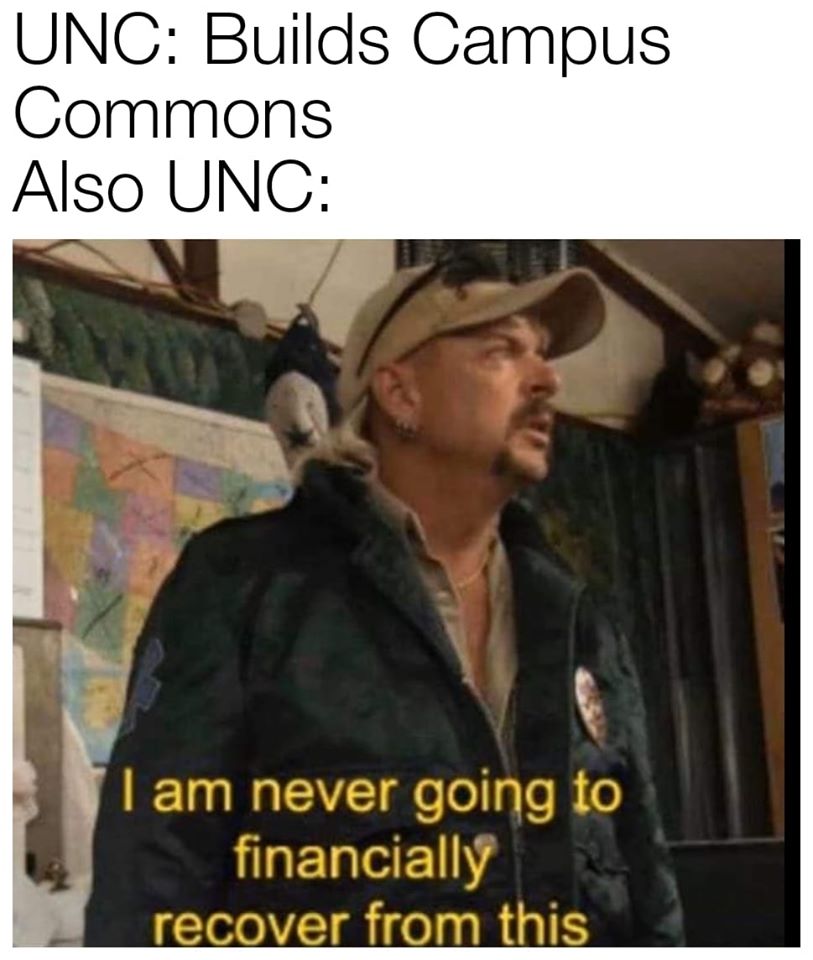 UNC: Builds Campus
Commons
Also UNC:
I am never going to
financially
recover from this